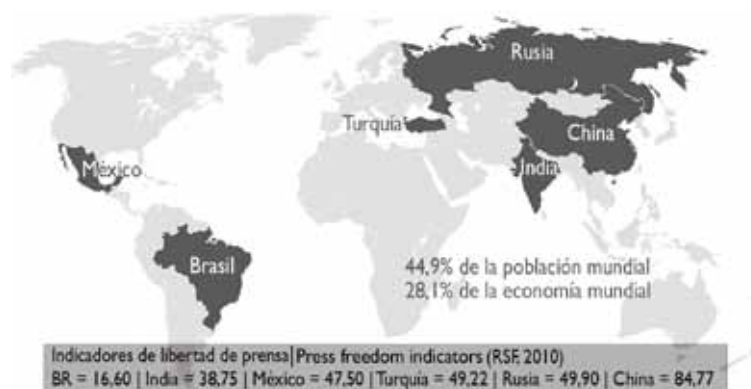 Rusia
Turquía
China
México
India
Brasil
44,9% de la población mundial
28,1% de la economía mundial
Indicadores de libertad de prensa|Press freedom indicators (RSF, 2010)
BR = 16,60 | India = 38,75 | México = 47,50 | Turquía = 49,22 | Rusia = 49,90 | China = 84,77